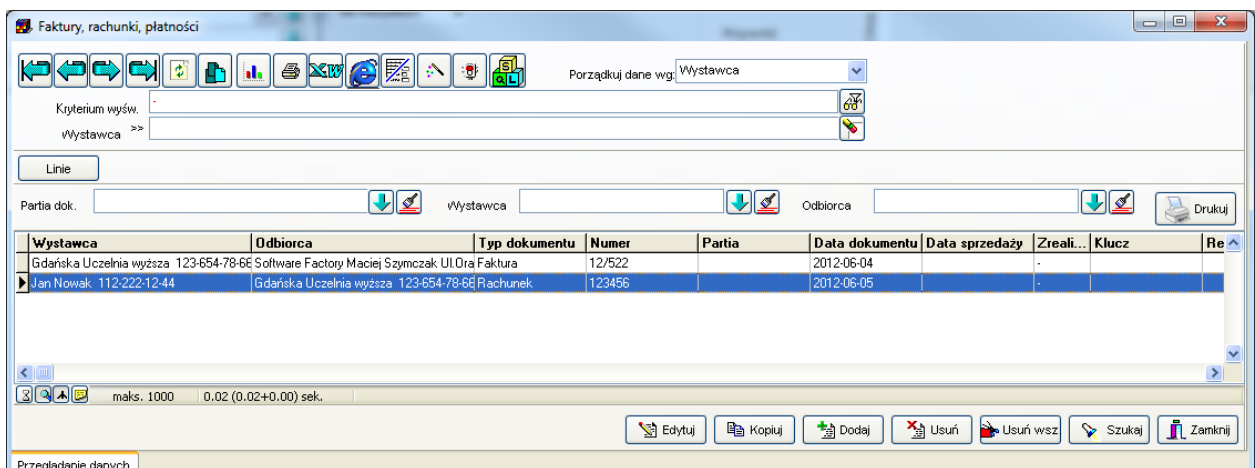 Faktury, rachunki, płatności
SQL Porządkuj dane wg: Wystawca
Kryterium wyśw. -
Wystawca >>
Linie
Partia dok. Wystawca Odbiorca Drukuj
Wystawca Odbiorca Typ dokumentu Numer Partia Data dokumentu Data sprzedaży Zreali... Klucz Re
Gdańska Uczelnia wyższa 123-654-78-66 Software Factory Maciej Szymczak Ul.Ora Faktura 12/522 2012-06-04 -
Jan Nowak 112-222-12-44 Gdańska Uczelnia wyższa 123-654-78-66 Rachunek 123456 2012-06-05 -
maks. 1000 0.02 (0.02+0.00) sek.
Edytuj Kopiuj Dodaj Usuń Usuń wsz Szukaj Zamknij
Przeglądanie danych